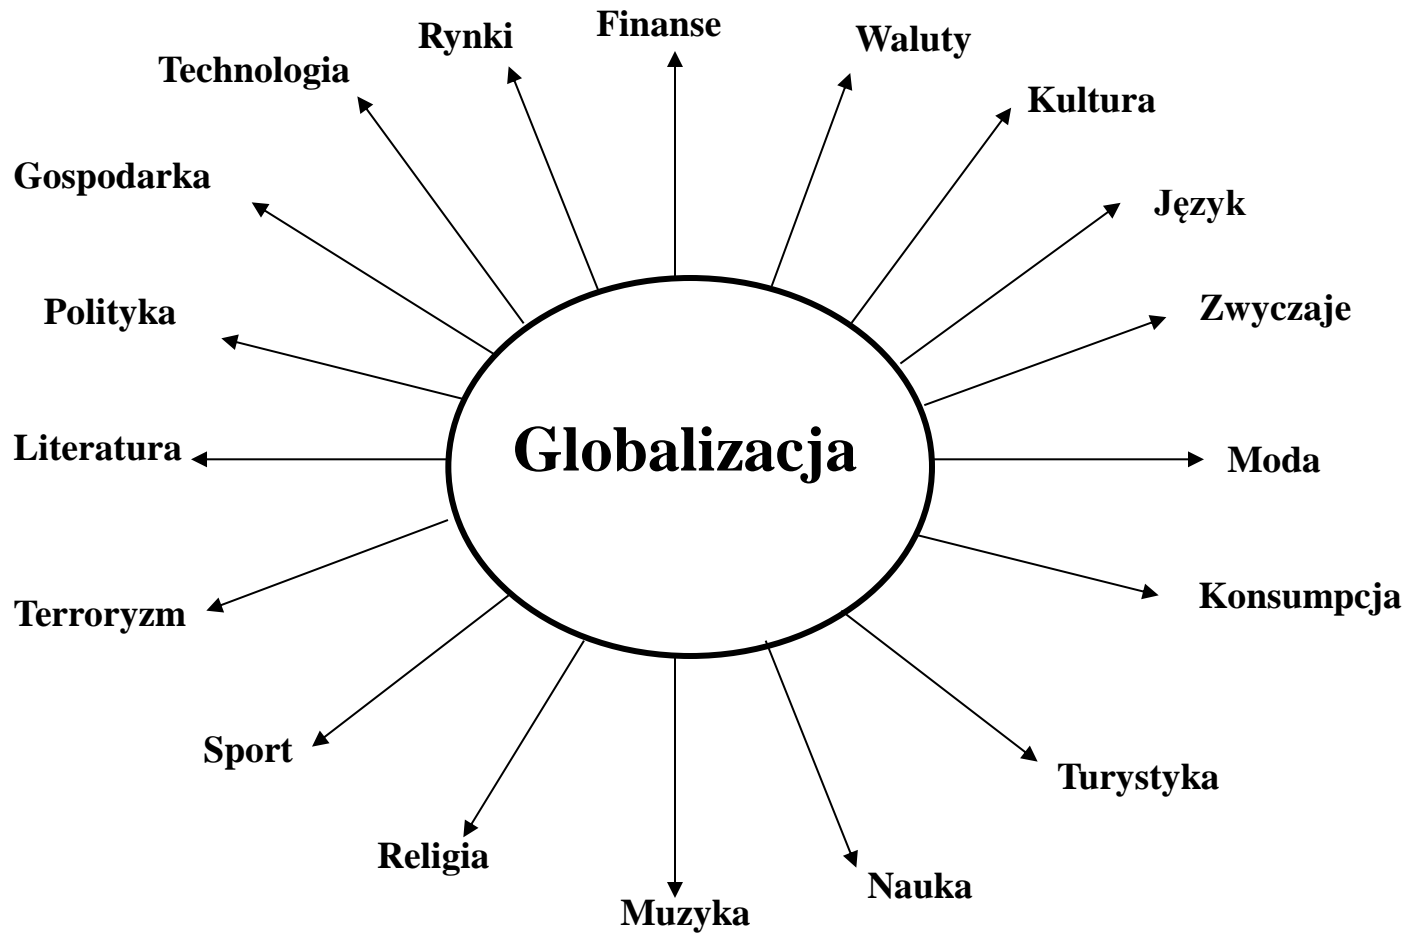 Finanse
Rynki
Waluty
Technologia
Kultura
Gospodarka
Język
Zwyczaje
Polityka
Literatura
Globalizacja
Moda
Konsumpcja
Terroryzm
Sport
Turystyka
Religia
Nauka
Muzyka